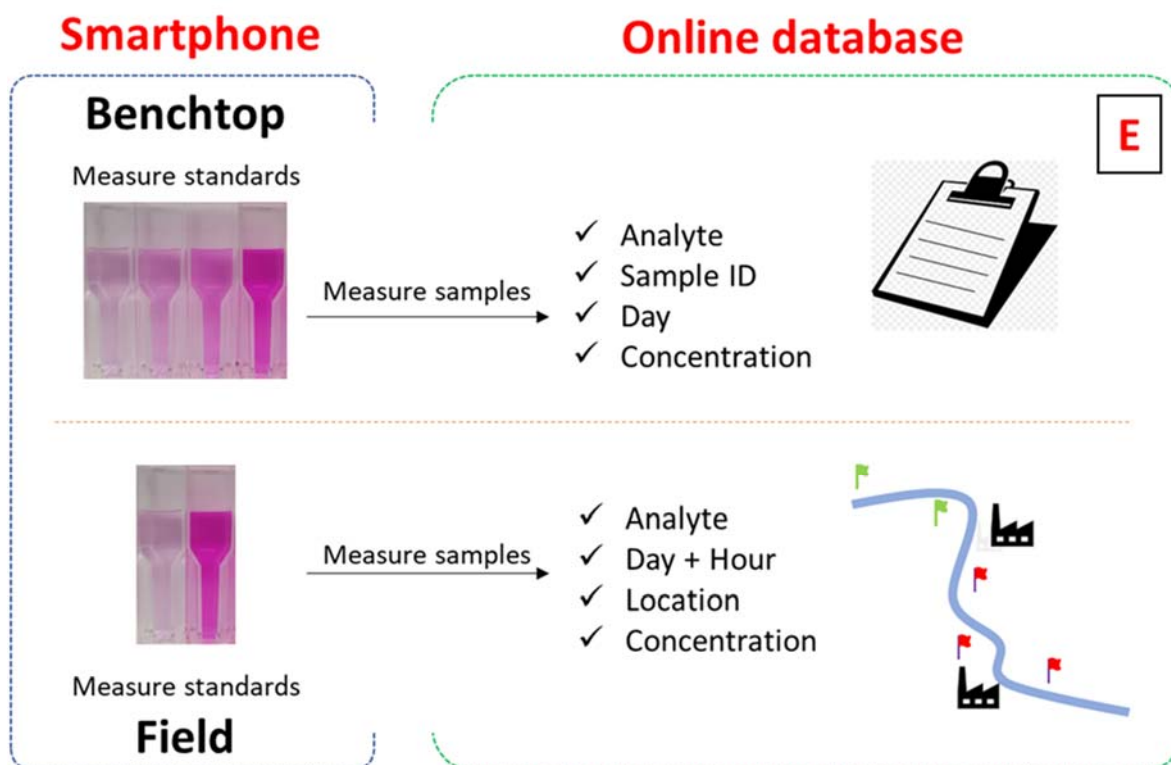 Smartphone
Online database
Benchtop
E
Measure standards
Measure samples
✓ Analyte
✓ Sample ID
✓ Day
✓ Concentration
Measure samples
✓ Analyte
✓ Day + Hour
✓ Location
✓ Concentration
Measure standards
Field